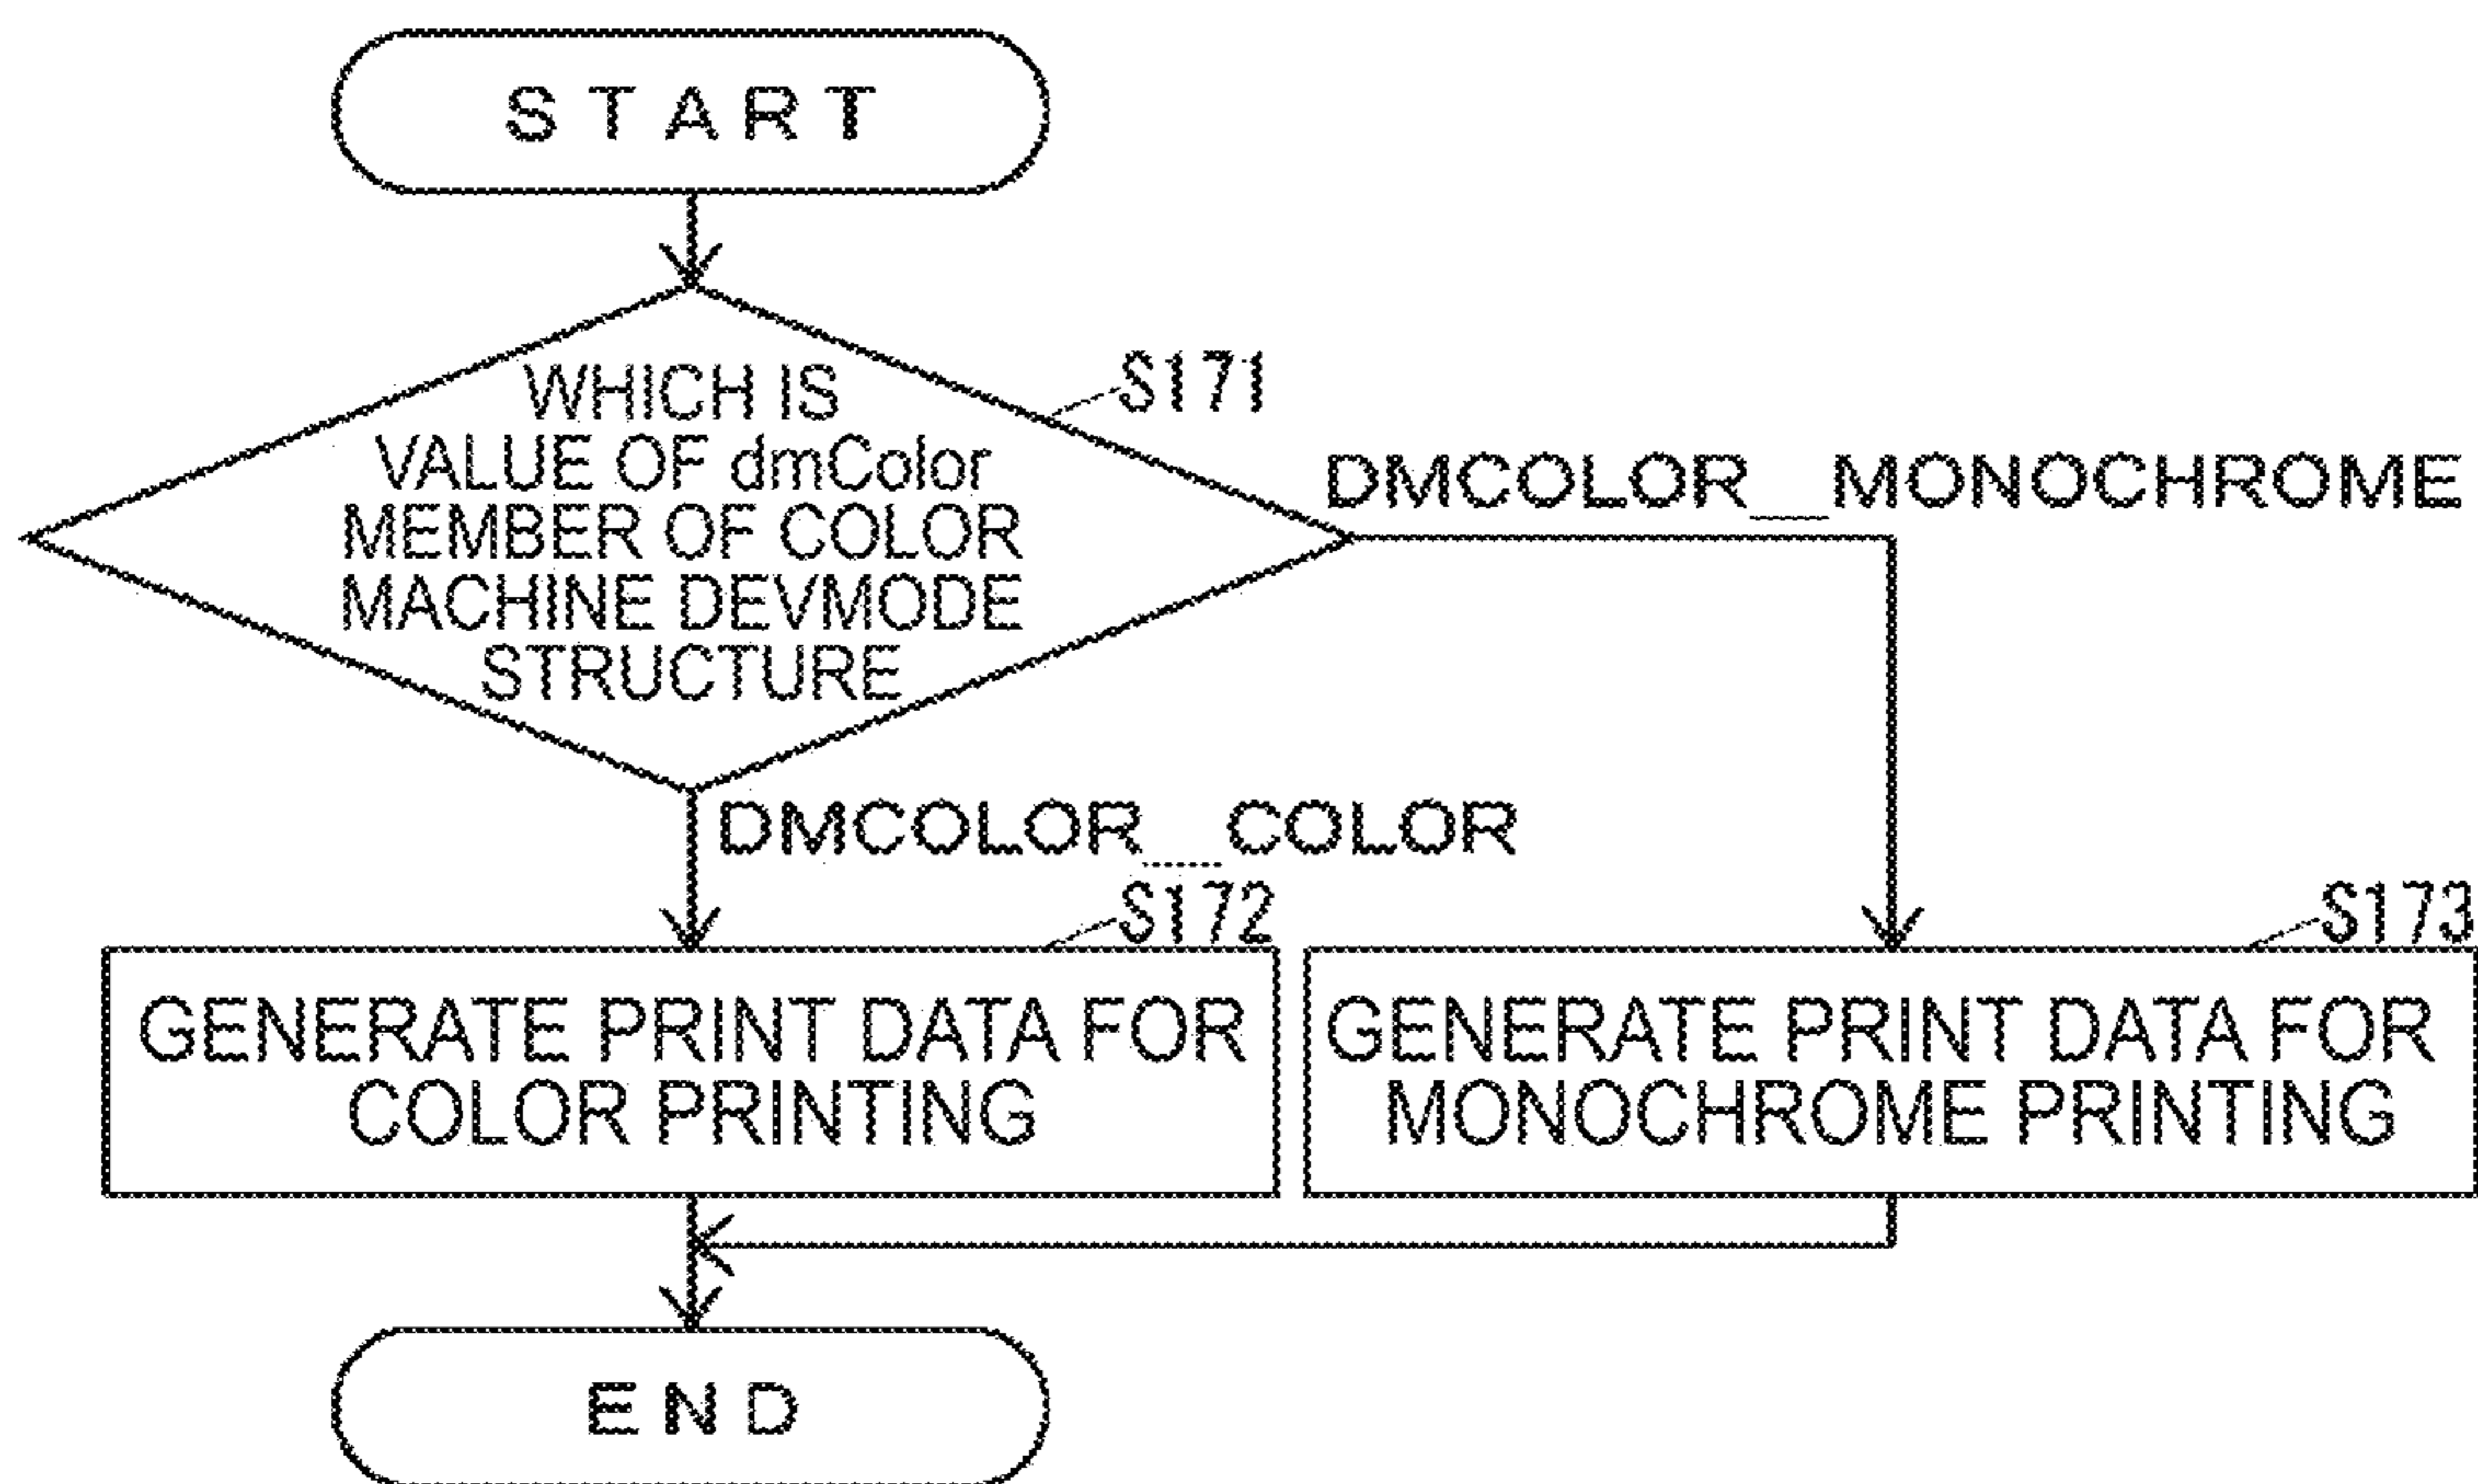 START
WHICH IS
VALUE OF dmColor
MEMBER OF COLOR
MACHINE DEVMODE
STRUCTURE
S171
DMCOLOR_MONOCHROME
DMCOLOR_COLOR
S172
S173
GENERATE PRINT DATA FOR
COLOR PRINTING
GENERATE PRINT DATA FOR
MONOCHROME PRINTING
END